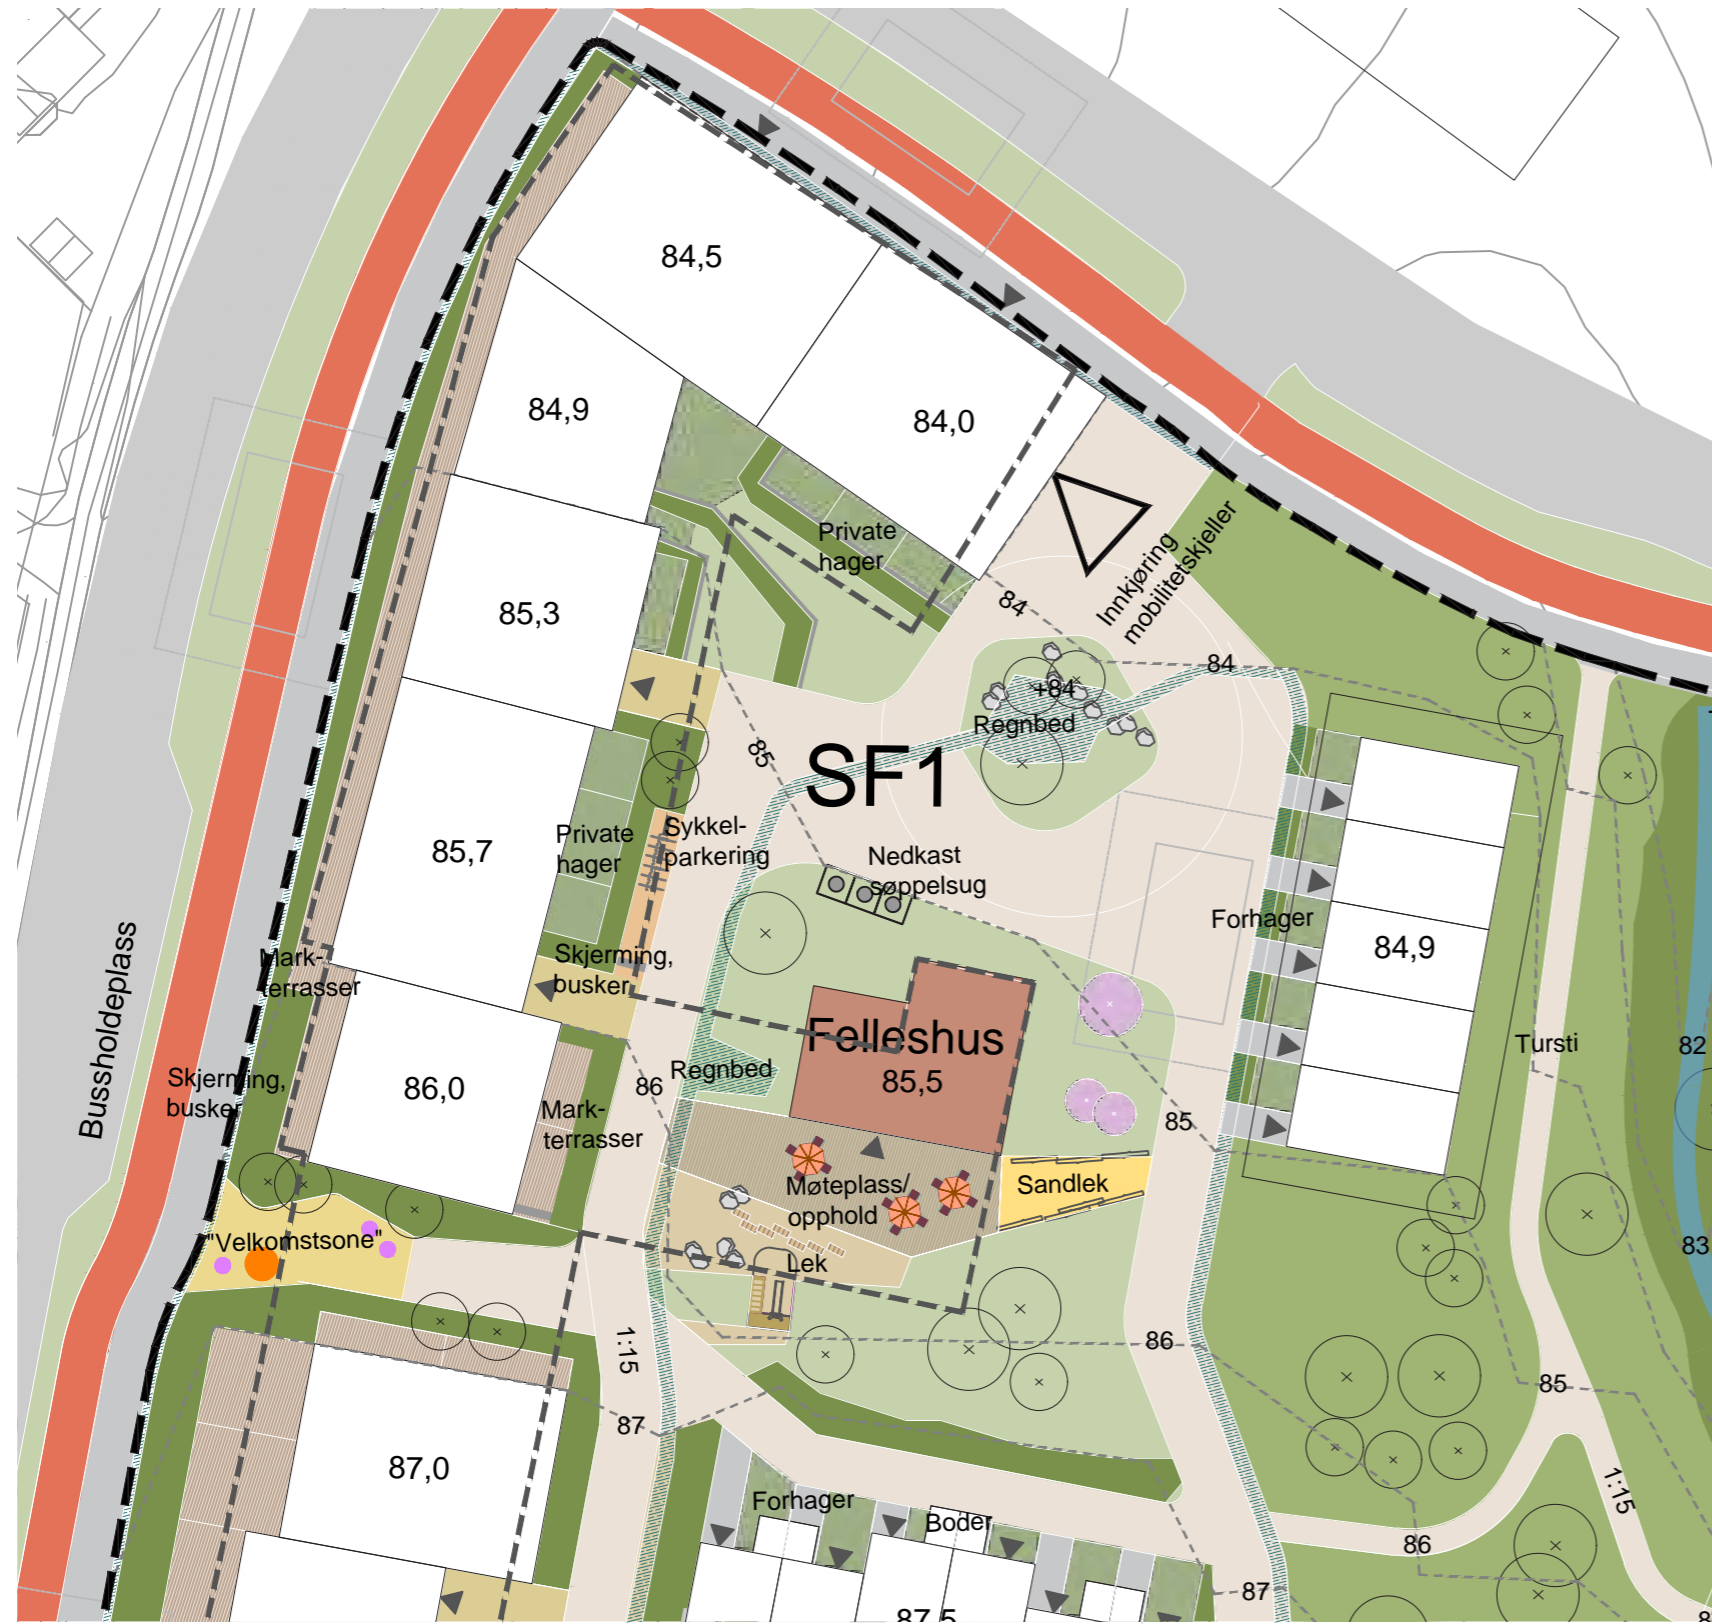 84,5
84,9
84,0
85,3
Private
hager
Innkjøring
mobilitetskjeller
84
84
+84
Regnbed
SF1
85
85,7
Private
hager
Sykkel-
parkering
Nedkast
søppelsug
Forhager
84,9
Bussholdeplass
Mark-
terrasser
Skjerming,
busker
Felleshus
85,5
Tursti
82
Skjerming,
busker
86,0
86
Regnbed
Mark-
terrasser
85
Møteplass/
opphold
Sandlek
"Velkomstsone"
Lek
83
1:15
86
85
87
87,0
1:15
Forhager
Boder
86
87
87,5